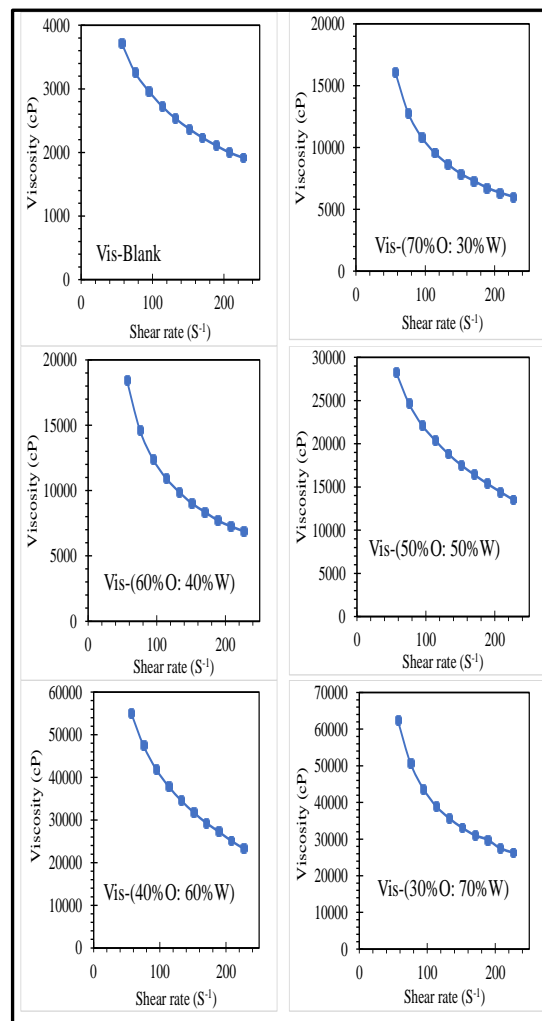 4000
3000
2000
1000
0
Viscosity (cP)
Vis-Blank
0 100 200
Shear rate (S-1)
20000
15000
10000
5000
0
Viscosity (cP)
Vis-(70%O: 30%W)
0 100 200
Shear rate (S-1)
20000
15000
10000
5000
0
Viscosity (cP)
Vis-(60%O: 40%W)
0 100 200
Shear rate (S-1)
30000
25000
20000
15000
10000
5000
0
Viscosity (cP)
Vis-(50%O: 50%W)
0 100 200
Shear rate (S-1)
60000
50000
40000
30000
20000
10000
0
Viscosity (cP)
Vis-(40%O: 60%W)
0 100 200
Shear rate (S-1)
70000
60000
50000
40000
30000
20000
10000
0
Viscosity (cP)
Vis-(30%O: 70%W)
0 100 200
Shear rate (S-1)